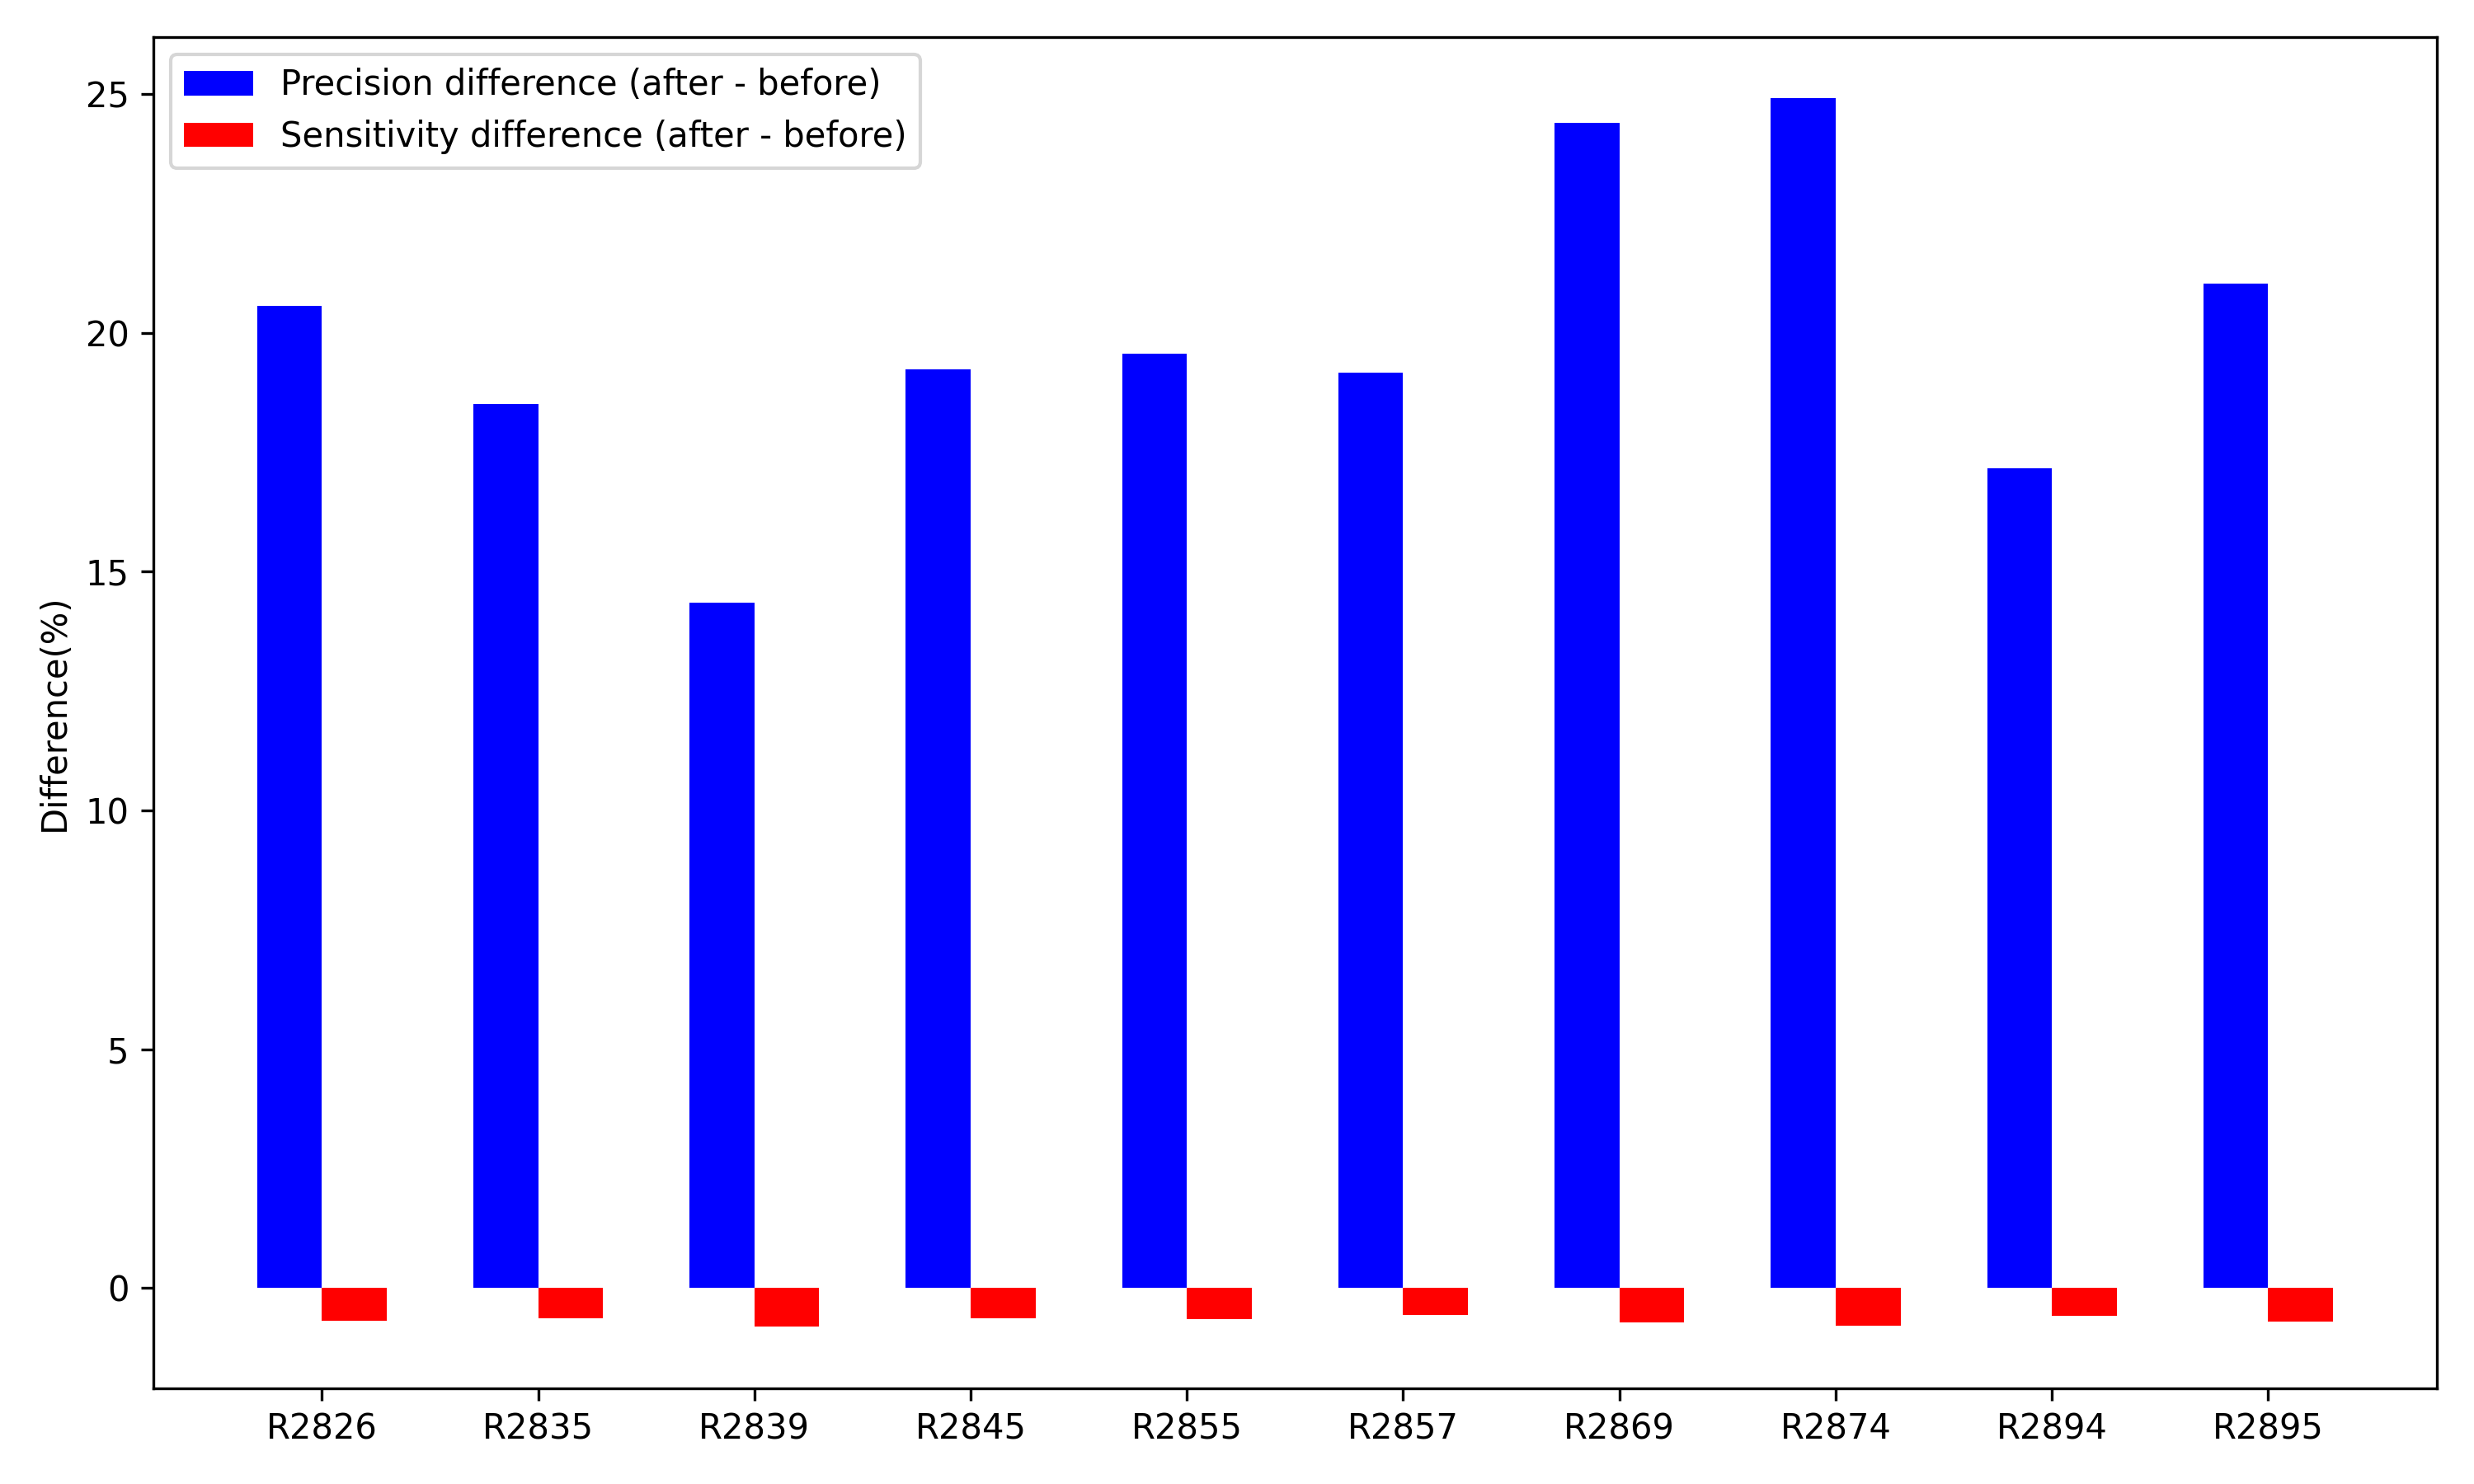 Precision difference (after - before)
Sensitivity difference (after - before)
Difference(%)
25
20
15
10
5
0
R2826 R2835 R2839 R2845 R2855 R2857 R2869 R2874 R2894 R2895